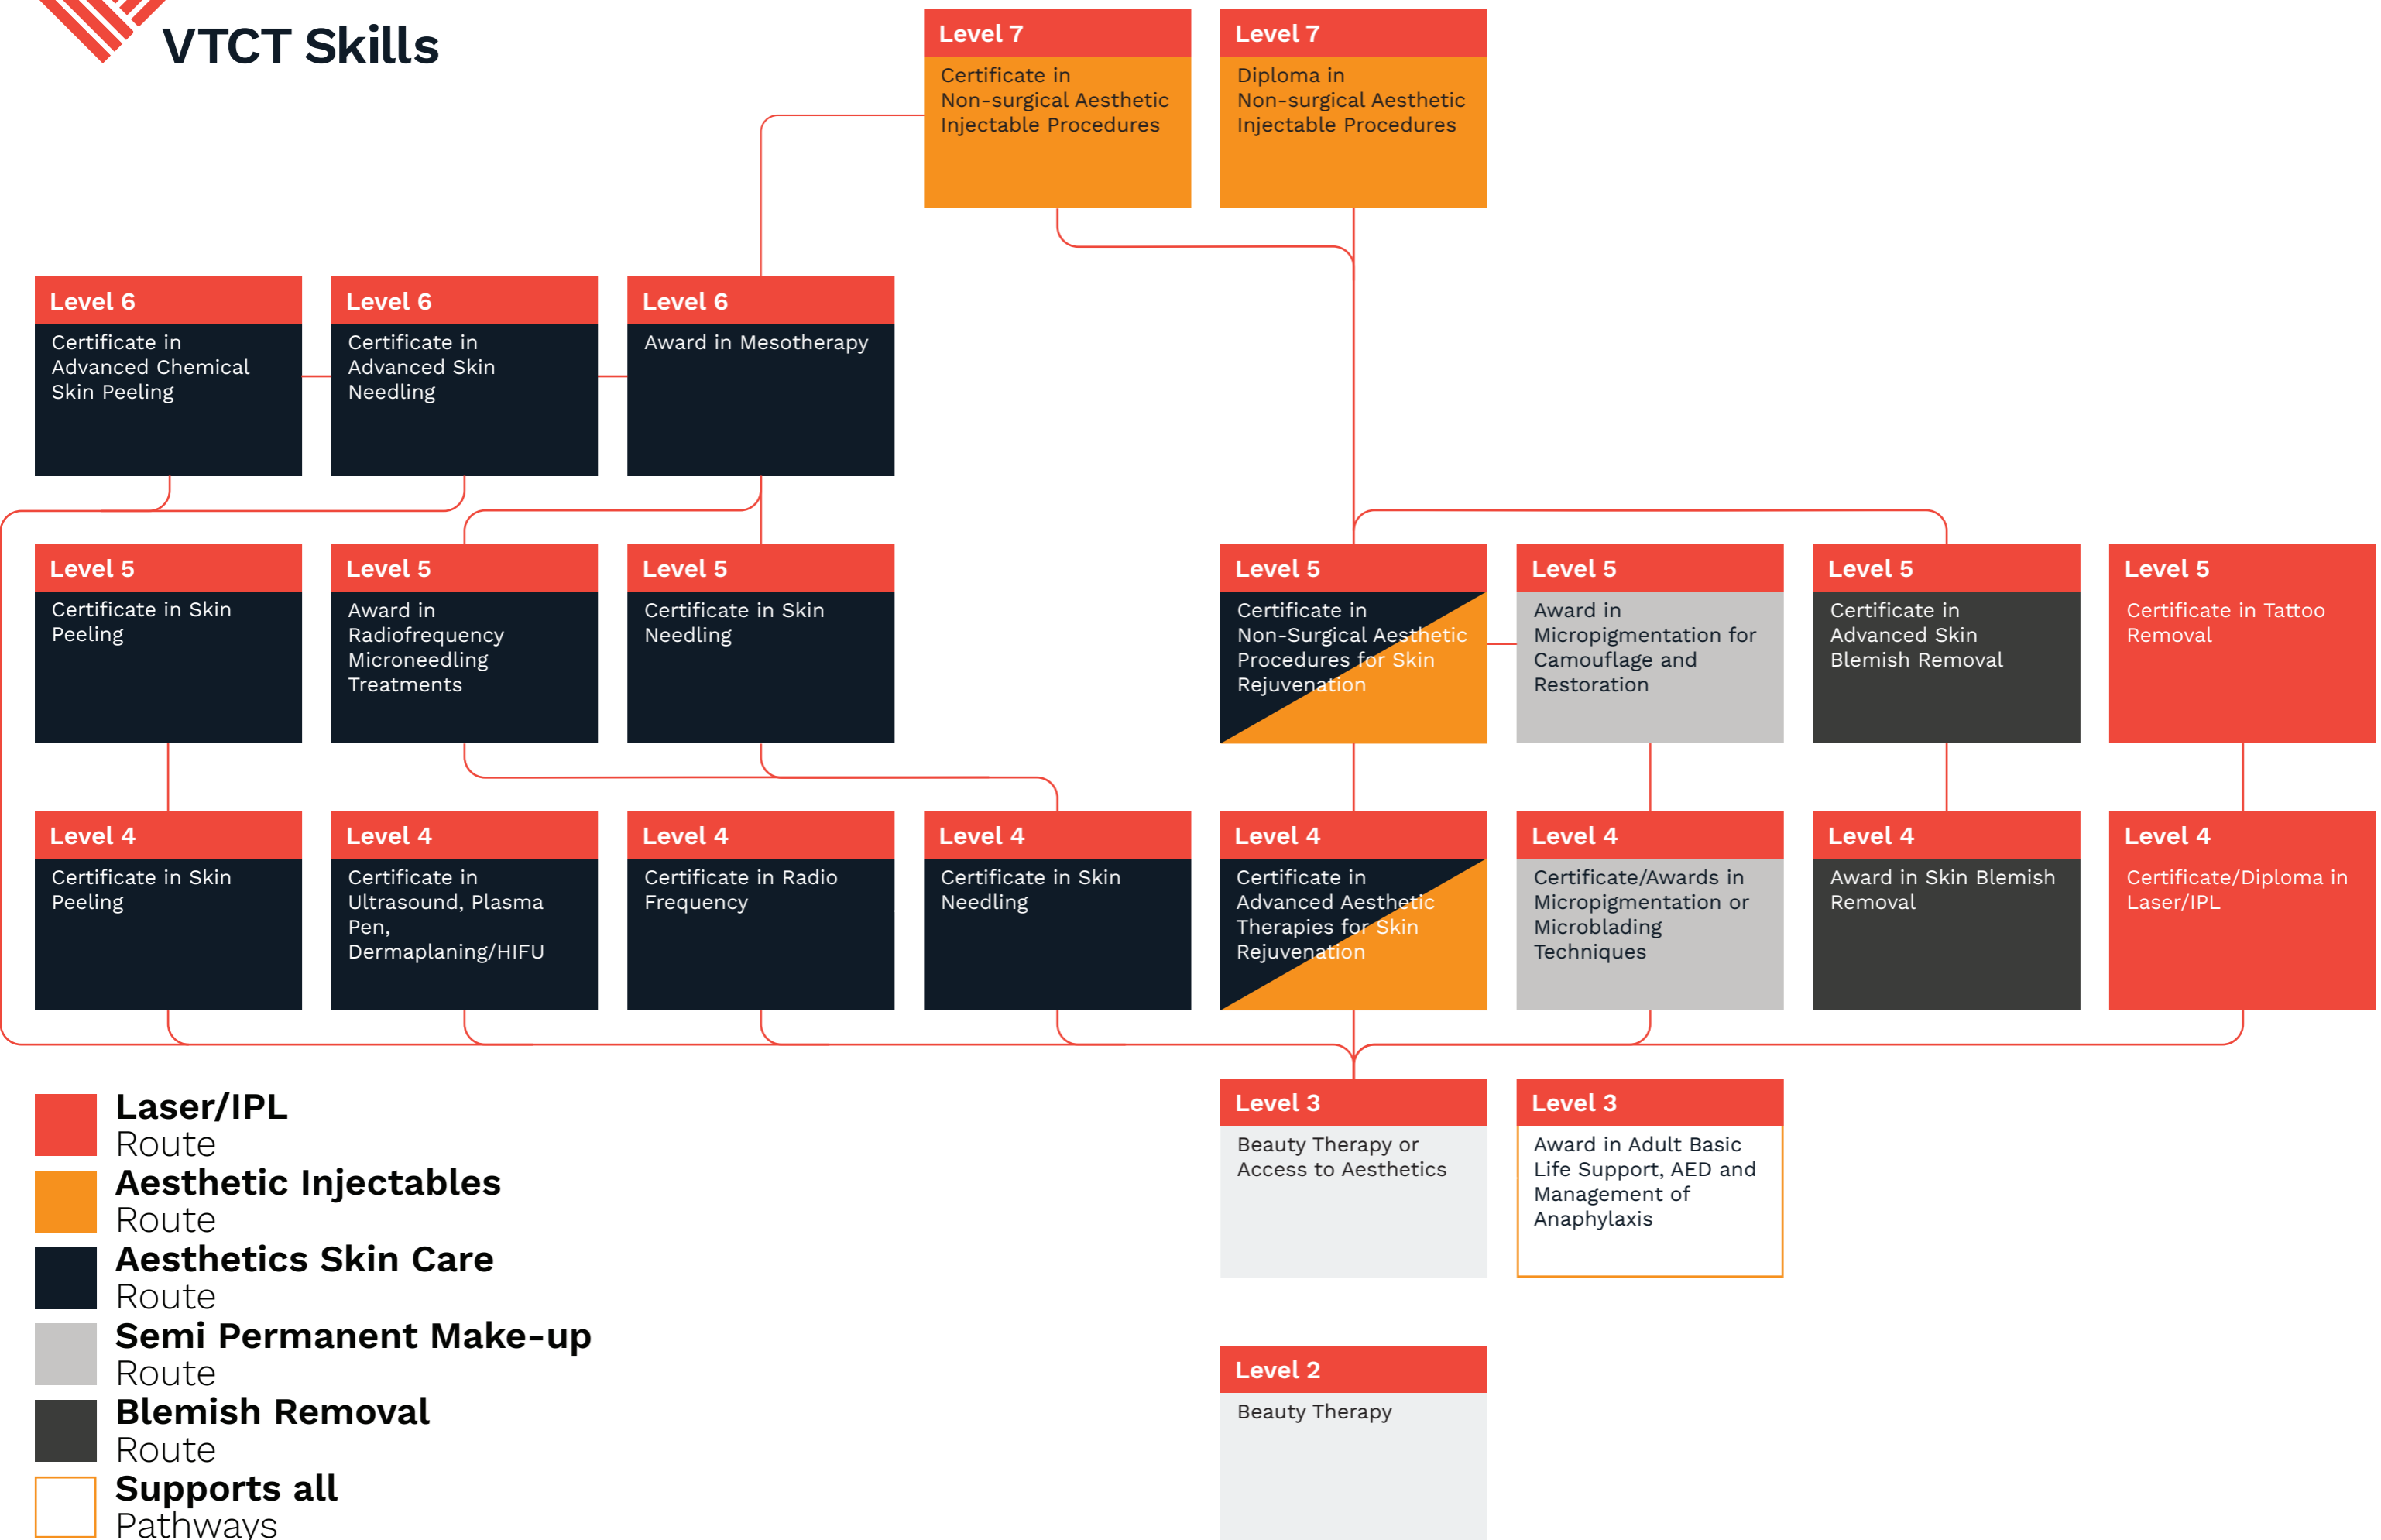 VTCT Skills
Level 7
Certificate in
Non-surgical Aesthetic
Injectable Procedures
Level 7
Diploma in
Non-surgical Aesthetic
Injectable Procedures
Level 6
Certificate in
Advanced Chemical
Skin Peeling
Level 6
Certificate in
Advanced Skin
Needling
Level 6
Award in Mesotherapy
Level 5
Certificate in Skin
Peeling
Level 5
Award in
Radiofrequency
Microneedling
Treatments
Level 5
Certificate in Skin
Needling
Level 5
Certificate in
Non-Surgical Aesthetic
Procedures for Skin
Rejuvenation
Level 5
Award in
Micropigmentation for
Camouflage and
Restoration
Level 5
Certificate in
Advanced Skin
Blemish Removal
Level 5
Certificate in Tattoo
Removal
Level 4
Certificate in Skin
Peeling
Level 4
Certificate in
Ultrasound, Plasma
Pen,
Dermaplaning/HIFU
Level 4
Certificate in Radio
Frequency
Level 4
Certificate in Skin
Needling
Level 4
Certificate in
Advanced Aesthetic
Therapies for Skin
Rejuvenation
Level 4
Certificate/Awards in
Micropigmentation or
Microblading
Techniques
Level 4
Award in Skin Blemish
Removal
Level 4
Certificate/Diploma in
Laser/IPL
Level 3
Beauty Therapy or
Access to Aesthetics
Level 3
Award in Adult Basic
Life Support, AED and
Management of
Anaphylaxis
Level 2
Beauty Therapy
Laser/IPL
Route
Aesthetic Injectables
Route
Aesthetics Skin Care
Route
Semi Permanent Make-up
Route
Blemish Removal
Route
Supports all
Pathways